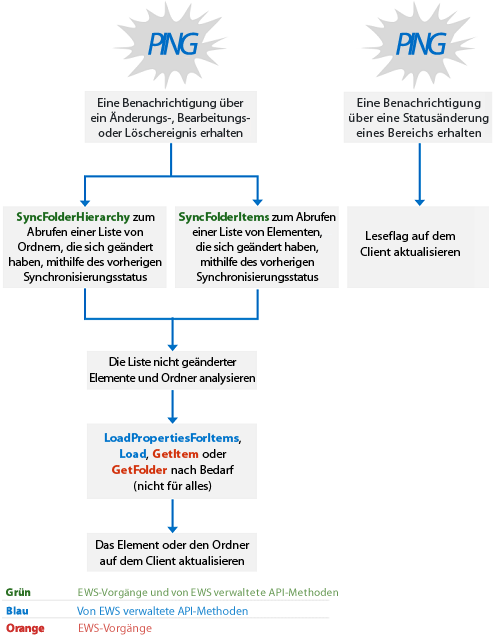 PING
Eine Benachrichtigung über
ein Änderungs-, Bearbeitungs-
oder Löschereignis erhalten
PING
Eine Benachrichtigung
über eine Statusänderung
eines Bereichs erhalten
SyncFolderHierarchy zum
Abrufen einer Liste von
Ordnern, die sich geändert
haben, mithilfe des vorherigen
Synchronisierungsstatus
SyncFolderItems zum Abrufen
einer Liste von Elementen,
die sich geändert haben,
mithilfe des vorherigen
Synchronisierungsstatus
Leseflag auf dem
Client aktualisieren
Die Liste nicht geänderter
Elemente und Ordner analysieren
LoadPropertiesForItems,
Load, GetItem oder
GetFolder nach Bedarf
(nicht für alles)
Das Element oder den Ordner
auf dem Client aktualisieren
Grün EWS-Vorgänge und von EWS verwaltete API-Methoden
Blau Von EWS verwaltete API-Methoden
Orange EWS-Vorgänge